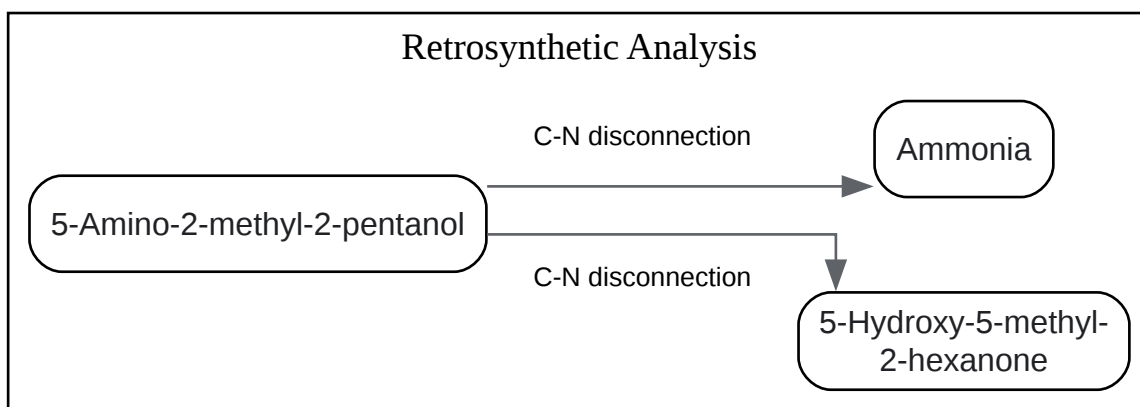 Retrosynthetic Analysis
C-N disconnection
Ammonia
5-Amino-2-methyl-2-pentanol
C-N disconnection
5-Hydroxy-5-methyl-
2-hexanone